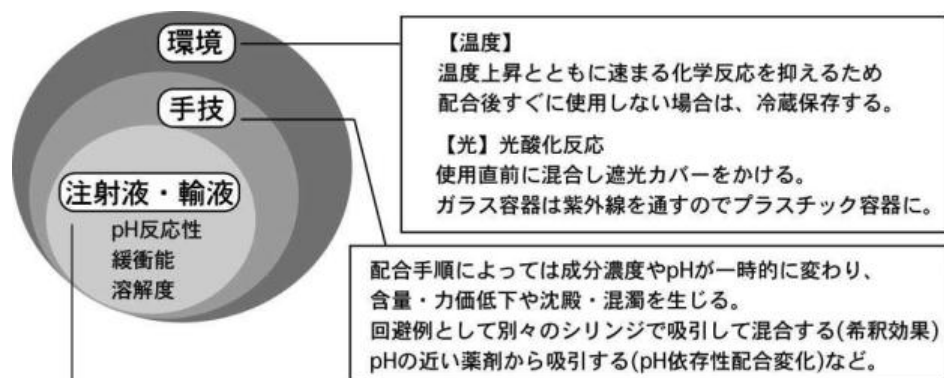 環境
手技
注射液・輸液
pH反応性
緩衝能
溶解度
【温度】
温度上昇とともに速まる化学反応を抑えるため
配合後すぐに使用しない場合は、冷蔵保存する。
【光】光酸化反応
使用直前に混合し遮光カバーをかける。
ガラス容器は紫外線を通すのでプラスチック容器に。
配合手順によっては成分濃度やpHが一時的に変わり、
含量・力価低下や沈殿・混濁を生じる。
回避例として別々のシリンジで吸引して混合する(希釈効果)
pHの近い薬剤から吸引する(pH依存性配合変化)など。